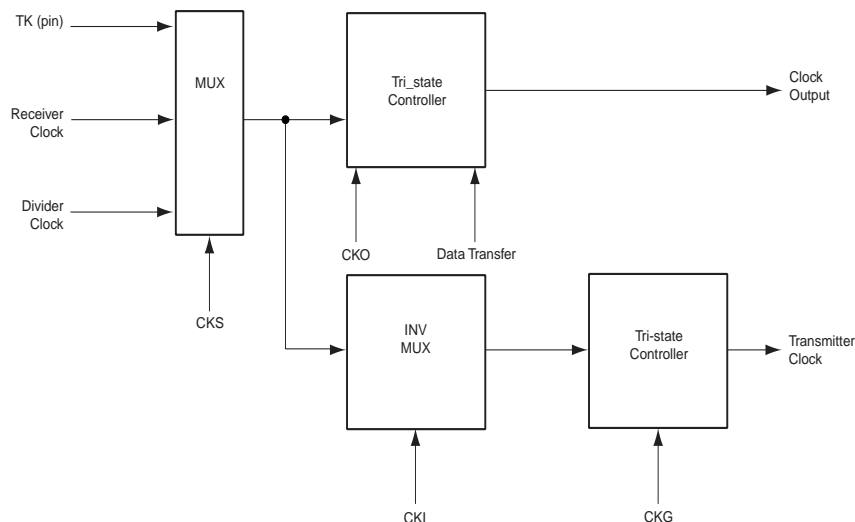 TK (pin)
MUX
Tri_state
Controller
Clock
Output
Receiver
Clock
Divider
Clock
CKO
Data Transfer
CKS
INV
MUX
Tri-state
Controller
Transmitter
Clock
CKI
CKG